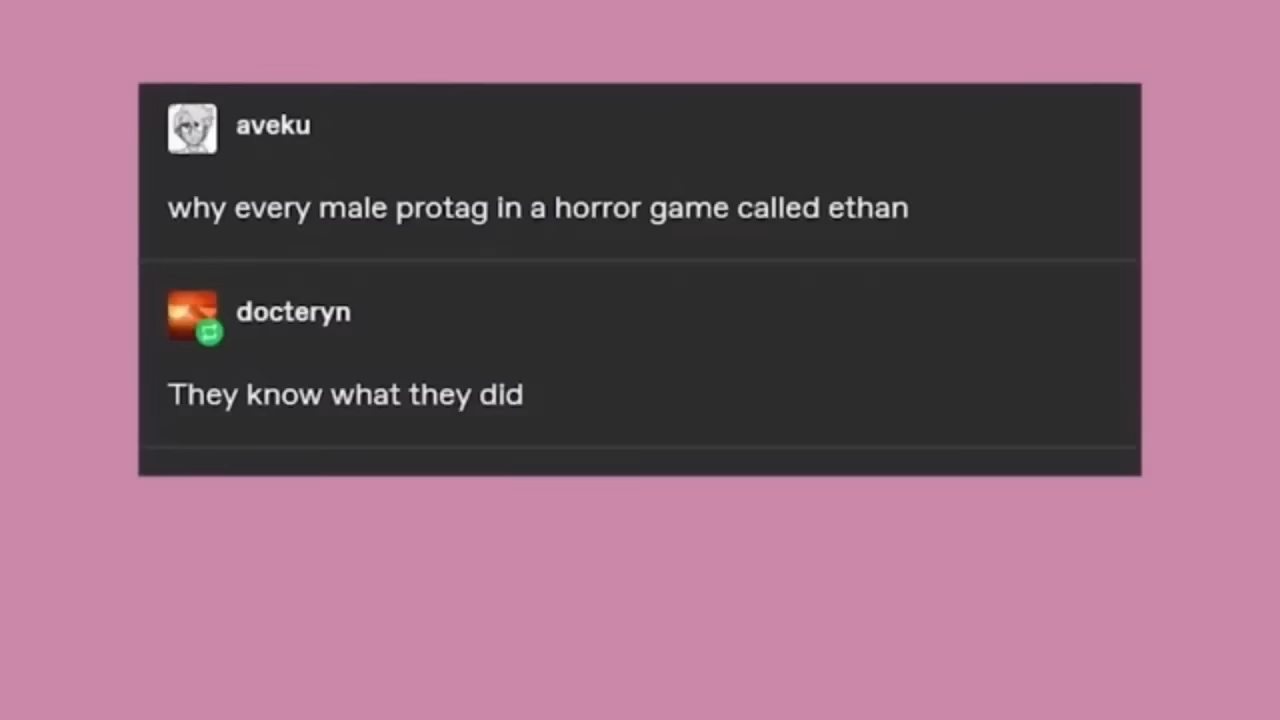 aveku
why every male protag in a horror game called ethan
docteryn
They know what they did